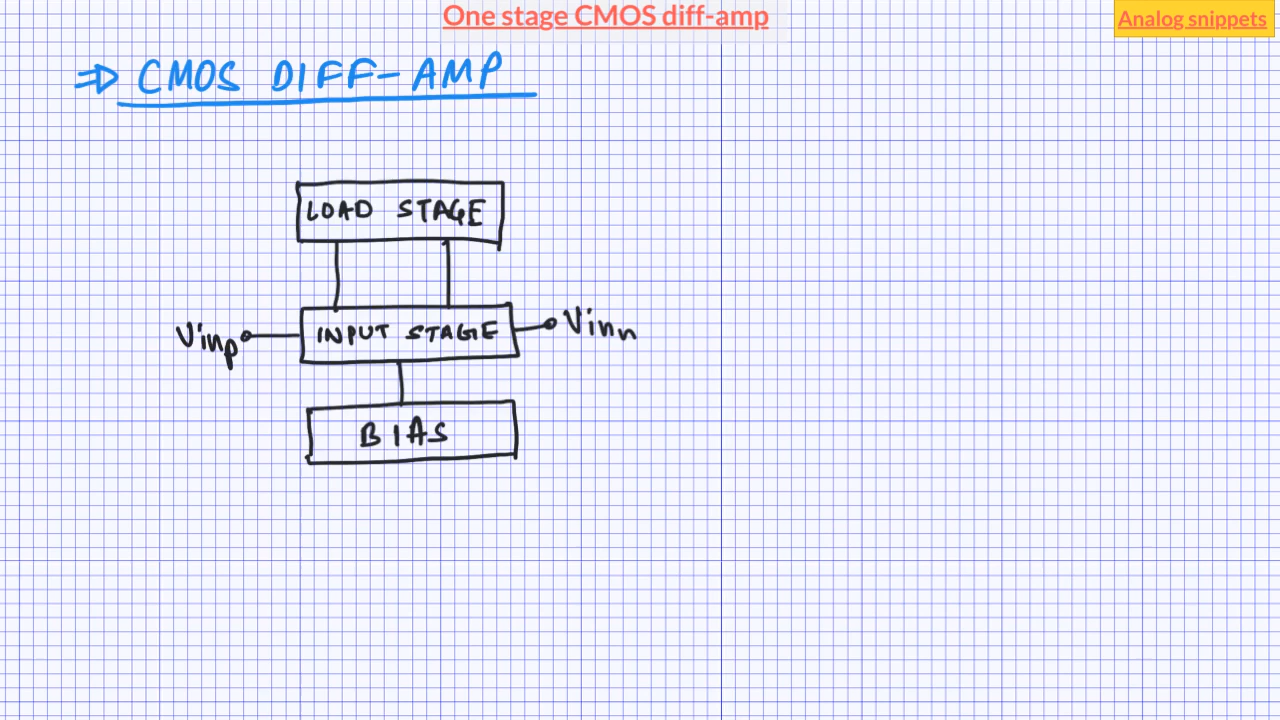 One stage CMOS diff-amp
Analog snippets
⇒ CMOS DIFF-AMP
LOAD STAGE
Vinp
INPUT STAGE
Vinn
BIAS